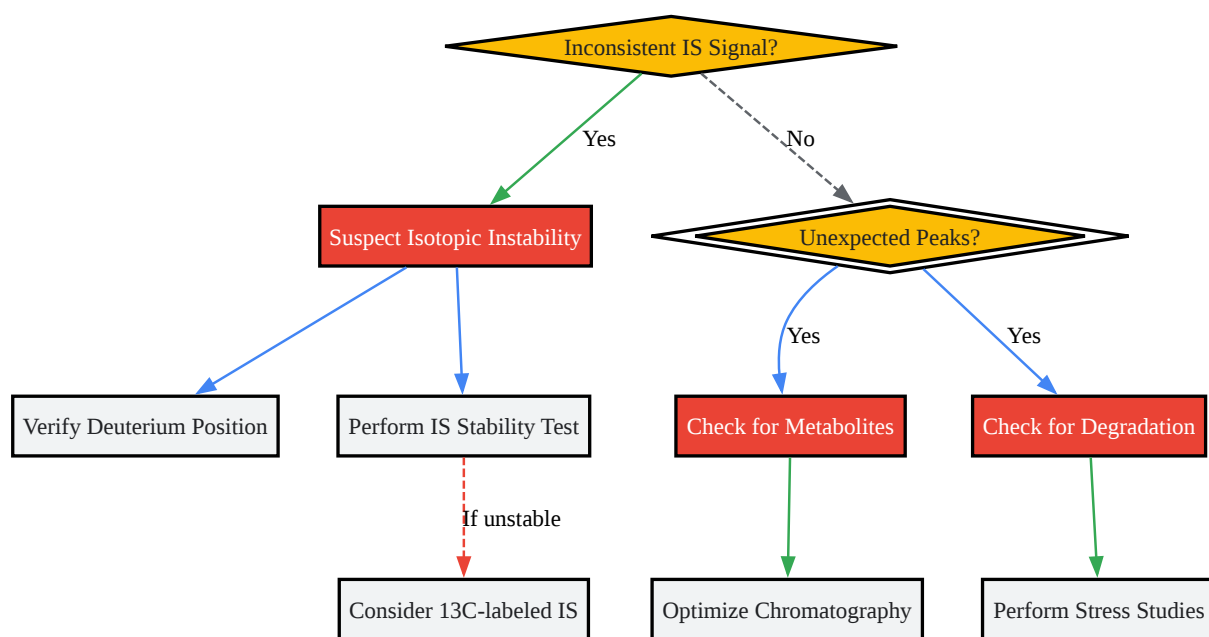 Inconsistent IS Signal?
Yes
No
Suspect Isotopic Instability
Unexpected Peaks?
Yes
Yes
Verify Deuterium Position
Perform IS Stability Test
Check for Metabolites
Check for Degradation
If unstable
Consider 13C-labeled IS
Optimize Chromatography
Perform Stress Studies